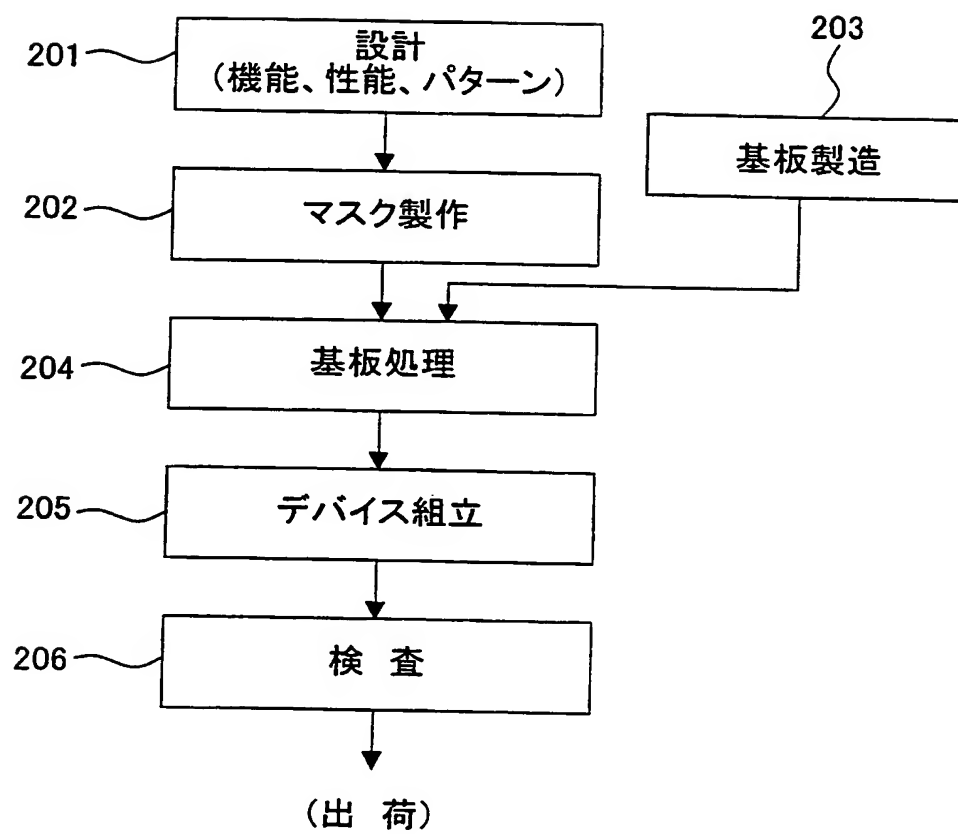 201
設計
(機能、性能、パターン)
203
基板製造
202
マスク製作
204
基板処理
205
デバイス組立
206
検 査
(出 荷)